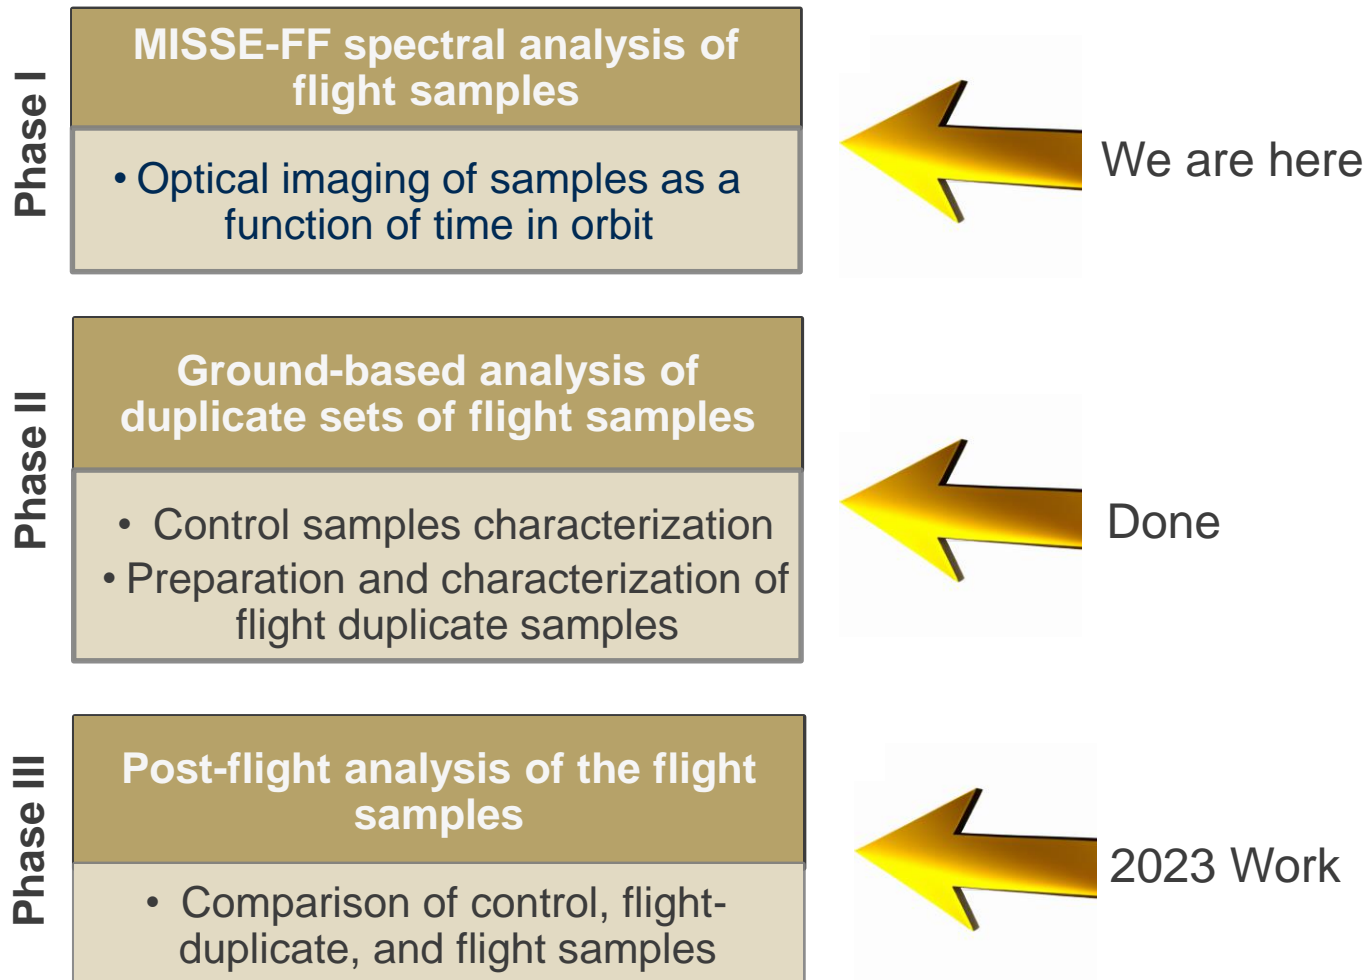 Phase I
MISSE-FF spectral analysis of
flight samples
• Optical imaging of samples as a
function of time in orbit
We are here
Phase II
Ground-based analysis of
duplicate sets of flight samples
• Control samples characterization
• Preparation and characterization of
flight duplicate samples
Done
Phase III
Post-flight analysis of the flight
samples
• Comparison of control, flight-
duplicate, and flight samples
2023 Work